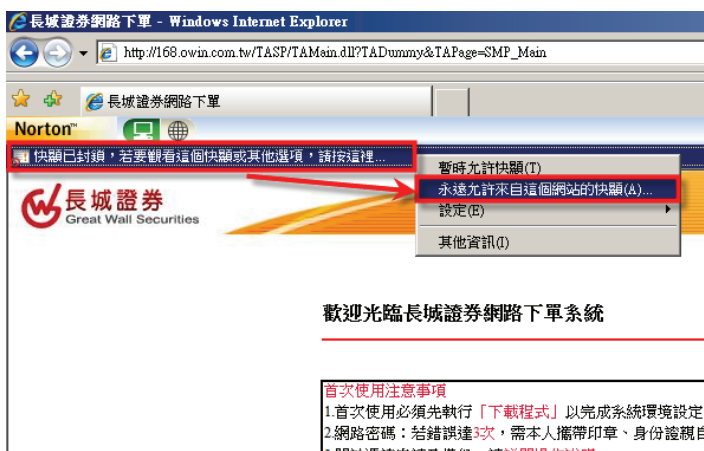 長城證券網路下單 - Windows Internet Explorer
http://168.owin.com.tw/TASP/TAMain.dll?TADummy&TAPage=SMP_Main
長城證券網路下單
Norton™
快顯已封鎖，若要觀看這個快顯或其他選項，請按這裡...
暫時允許快顯(T)
永遠允許來自這個網站的快顯(A)...
設定(E)
其他資訊(I)
長城證券
Great Wall Securities
歡迎光臨長城證券網路下單系統
首次使用注意事項
1.首次使用必須先執行「下載程式」以完成系統環境設定
2.網路密碼：若錯誤達3次，需本人攜帶印章、身份證親自